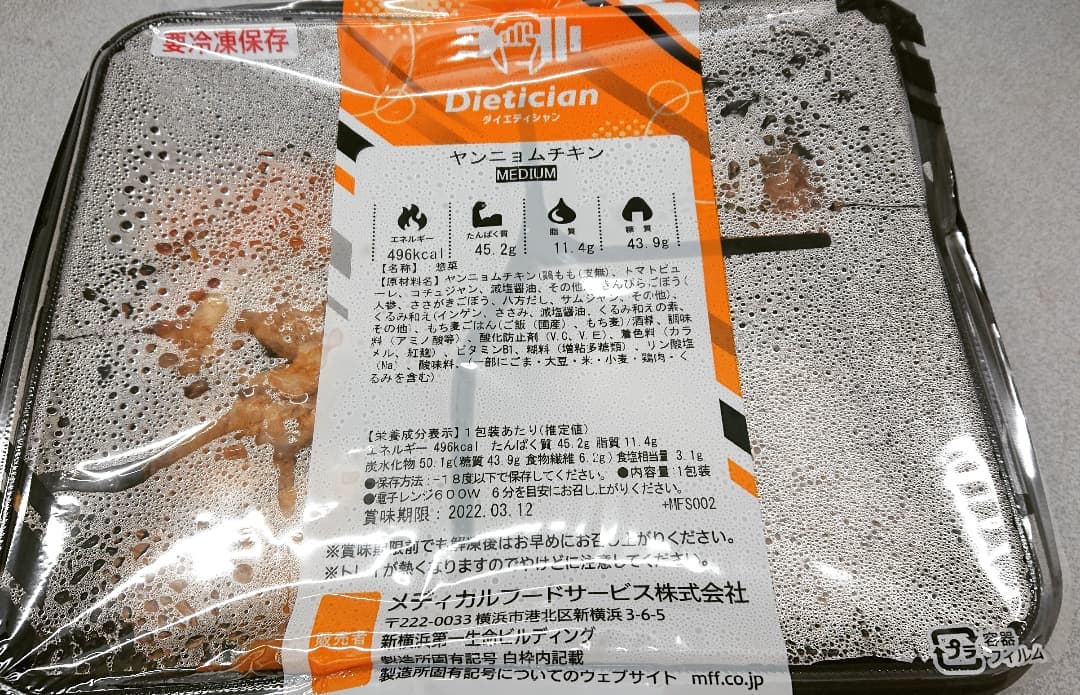 要冷凍保存
Dietician
ダイエティシャン
ヤンニョムチキン
MEDIUM
エネルギー たんぱく質 脂質 糖質
496kcal 45.2g 11.4g 43.9g
【名称】:惣菜
【原材料名】ヤンニョムチキン(鶏もも(皮無)、トマトピュ
ーレ、コチュジャン、減塩醤油、その他)、きんぴらごぼう(
人参、ささがきごぼう、八方だし、サムジャン、その他)、
くるみ和え(インゲン、ささみ、減塩醤油、くるみ和えの素、
その他)、もち麦ごはん(ご飯(国産)、もち麦)/酒精、調味
料(アミノ酸等)、酸化防止剤(V.C、V.E)、着色料(カラ
メル、紅麹)、ビタミンB1、糊料(増粘多糖類)、リン酸塩
(Na)、酸味料、(一部にごま・大豆・米・小麦・鶏肉・く
るみを含む)
【栄養成分表示】1包装あたり(推定値)
エネルギー 496kcal たんぱく質 45.2g 脂質 11.4g
炭水化物 50.1g(糖質 43.9g 食物繊維 6.2g) 食塩相当量 3.1g
●保存方法:-18度以下で保存してください。 ●内容量:1包装
●電子レンジ600W 6分を目安にお召し上がりください。
賞味期限:2022.03.12 +MFS002
※賞味期限前でも解凍後はお早めにお召し上がりください。
※トレイが熱くなりますのでやけどに注意してください。
メディカルフードサービス株式会社
〒222-0033 横浜市港北区新横浜 3-6-5
販売者 新横浜第一生命ビルディング
製造所固有記号 白枠内記載
製造所固有記号についてのウェブサイト mff.co.jp
プラ 容器
フィルム